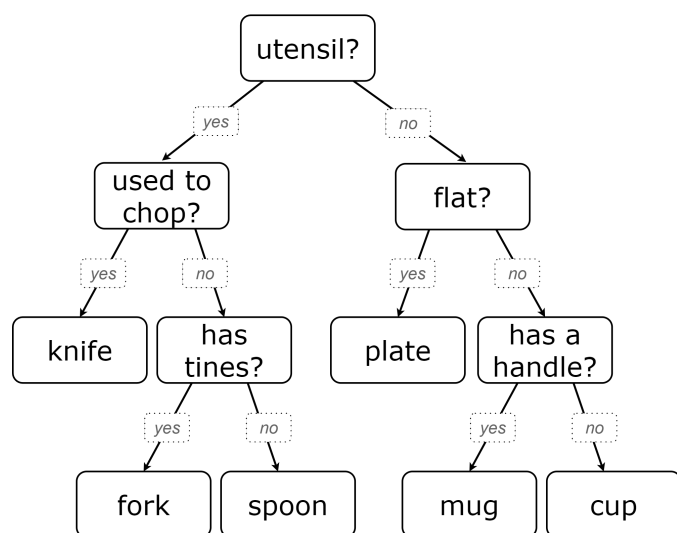 utensil?
yes
no
used to
chop?
flat?
yes
no
yes
no
knife
has
tines?
plate
has a
handle?
yes
no
yes
no
fork
spoon
mug
cup